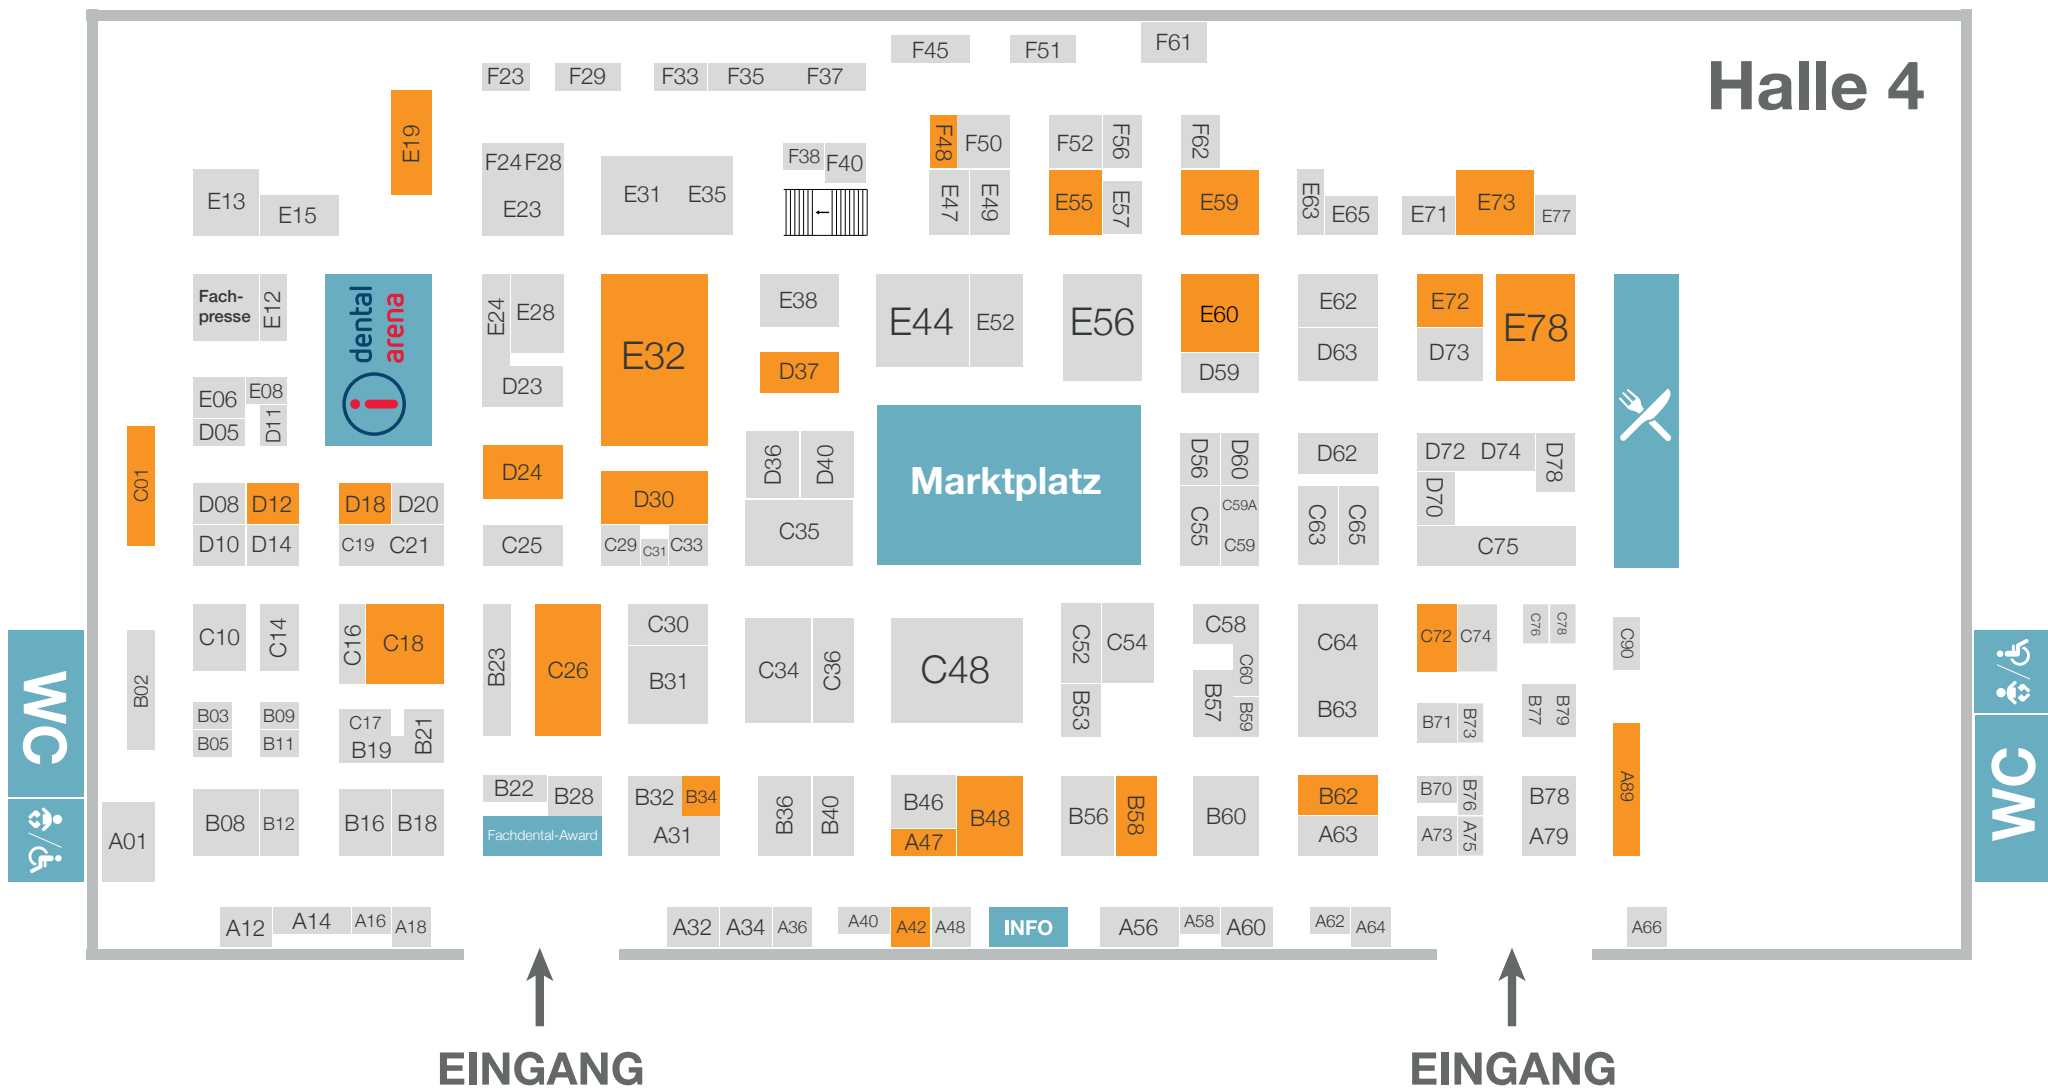 Halle 4
F45
F51
F61
F23
F29
F33
F35
F37
E19
F24
F28
E23
E31
E35
F38
F40
F48
F50
F52
F56
F62
E13
E15
E47
E49
E55
E57
E59
E63
E65
E71
E73
E77
Fach-
presse
E12
dental
arena
E24
E28
D23
E32
E38
D37
E44
E52
E56
E60
D59
E62
D63
E72
D73
E78
E06
E08
D05
D11
C01
D24
D30
D36
D40
C35
Marktplatz
D56
D60
D62
D72
D74
D78
D70
D08
D12
D18
D20
D10
D14
C19
C21
C25
C29
C31
C33
C55
C59A
C59
C63
C65
C75
C10
C14
C16
C18
B23
C26
C30
B31
C34
C36
C48
C52
C54
B53
C58
C60
B57
B59
C64
B63
C72
C74
C76
C78
C90
B02
B03
B05
B09
B11
C17
B19
B21
B71
B73
B77
B79
WC
WC
A01
B08
B12
B16
B18
B22
B28
Fachdental-Award
B32
B34
A31
B36
B40
B46
A47
B48
B56
B58
B60
B62
A63
B70
B76
A73
A75
B78
A79
A89
A12
A14
A16
A18
A32
A34
A36
A40
A42
A48
INFO
A56
A58
A60
A62
A64
A66
EINGANG
EINGANG